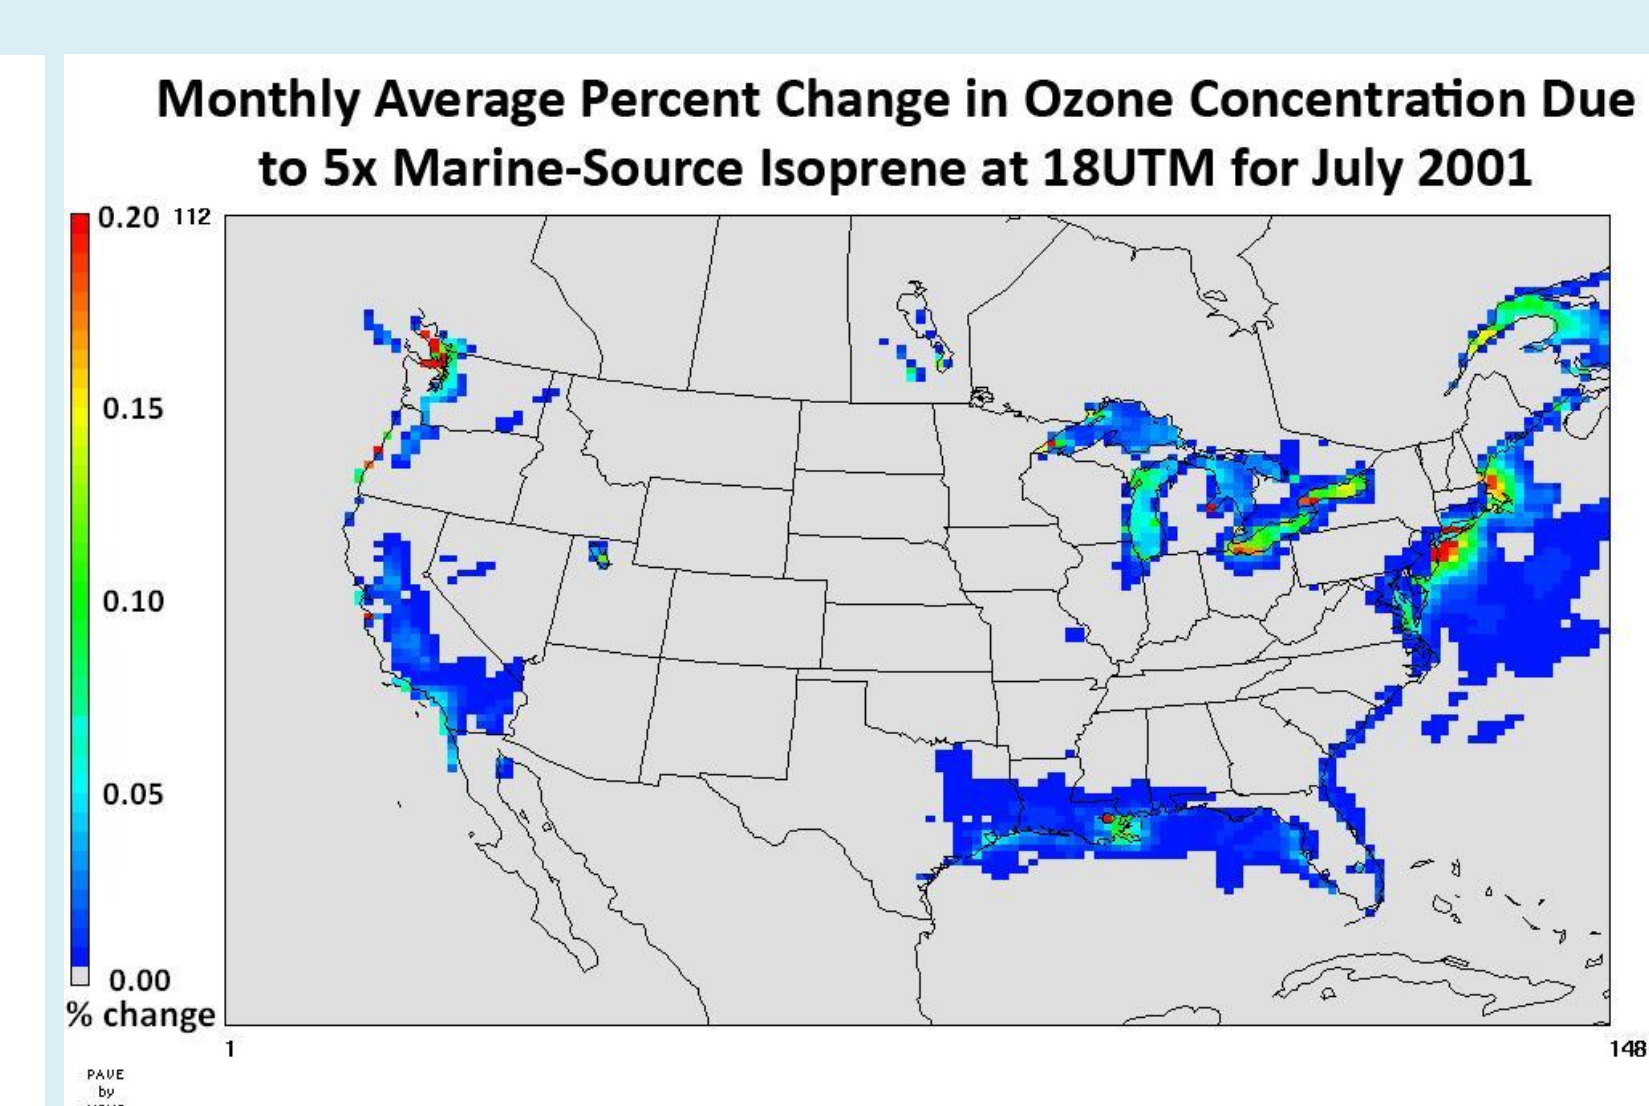 Monthly Average Percent Change in Ozone Concentration Due
to 5x Marine-Source Isoprene at 18UTM for July 2001
0.20 112
0.15
0.10
0.05
0.00
% change
1 148
PAVE
by